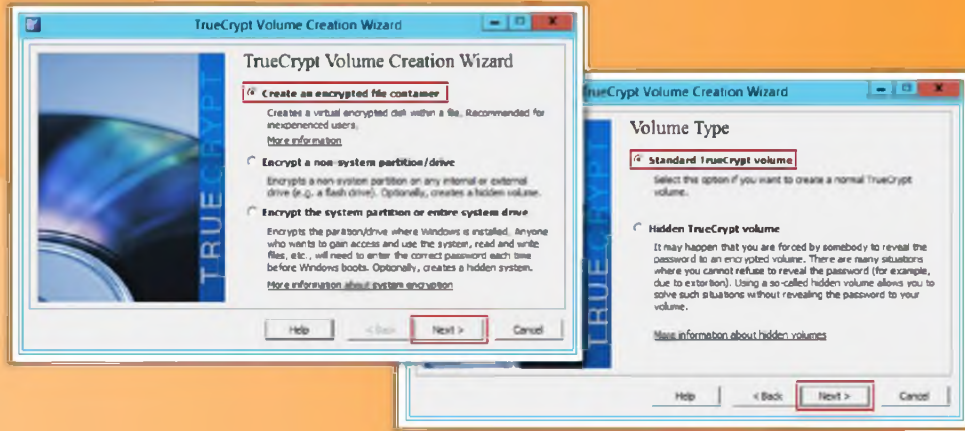 TrueCrypt Volume Creation Wizard
TRUECRYPT
TrueCrypt Volume Creation Wizard
Create an encrypted file container
Creates a virtual encrypted disk within a file. Recommended for
inexperienced users.
More information
Encrypt a non-system partition/drive
Encrypts a non-system partition on any internal or external
drive (e.g. a flash drive). Optionally, creates a hidden volume.
Encrypt the system partition or entire system drive
Encrypts the partition/drive where Windows is installed. Anyone
who wants to gain access and use the system, read and write
files, etc., will need to enter the correct password each time
before Windows boots. Optionally, creates a hidden system.
More information about system encryption
Help
< Back
Next >
Cancel
TrueCrypt Volume Creation Wizard
TRUECRYPT
Volume Type
Standard TrueCrypt volume
Select this option if you want to create a normal TrueCrypt
volume.
Hidden TrueCrypt volume
It may happen that you are forced by somebody to reveal the
password to an encrypted volume. There are many situations
where you cannot refuse to reveal the password (for example,
due to extortion). Using a so-called hidden volume allows you to
solve such situations without revealing the password to your
volume.
More information about hidden volumes
Help
< Back
Next >
Cancel